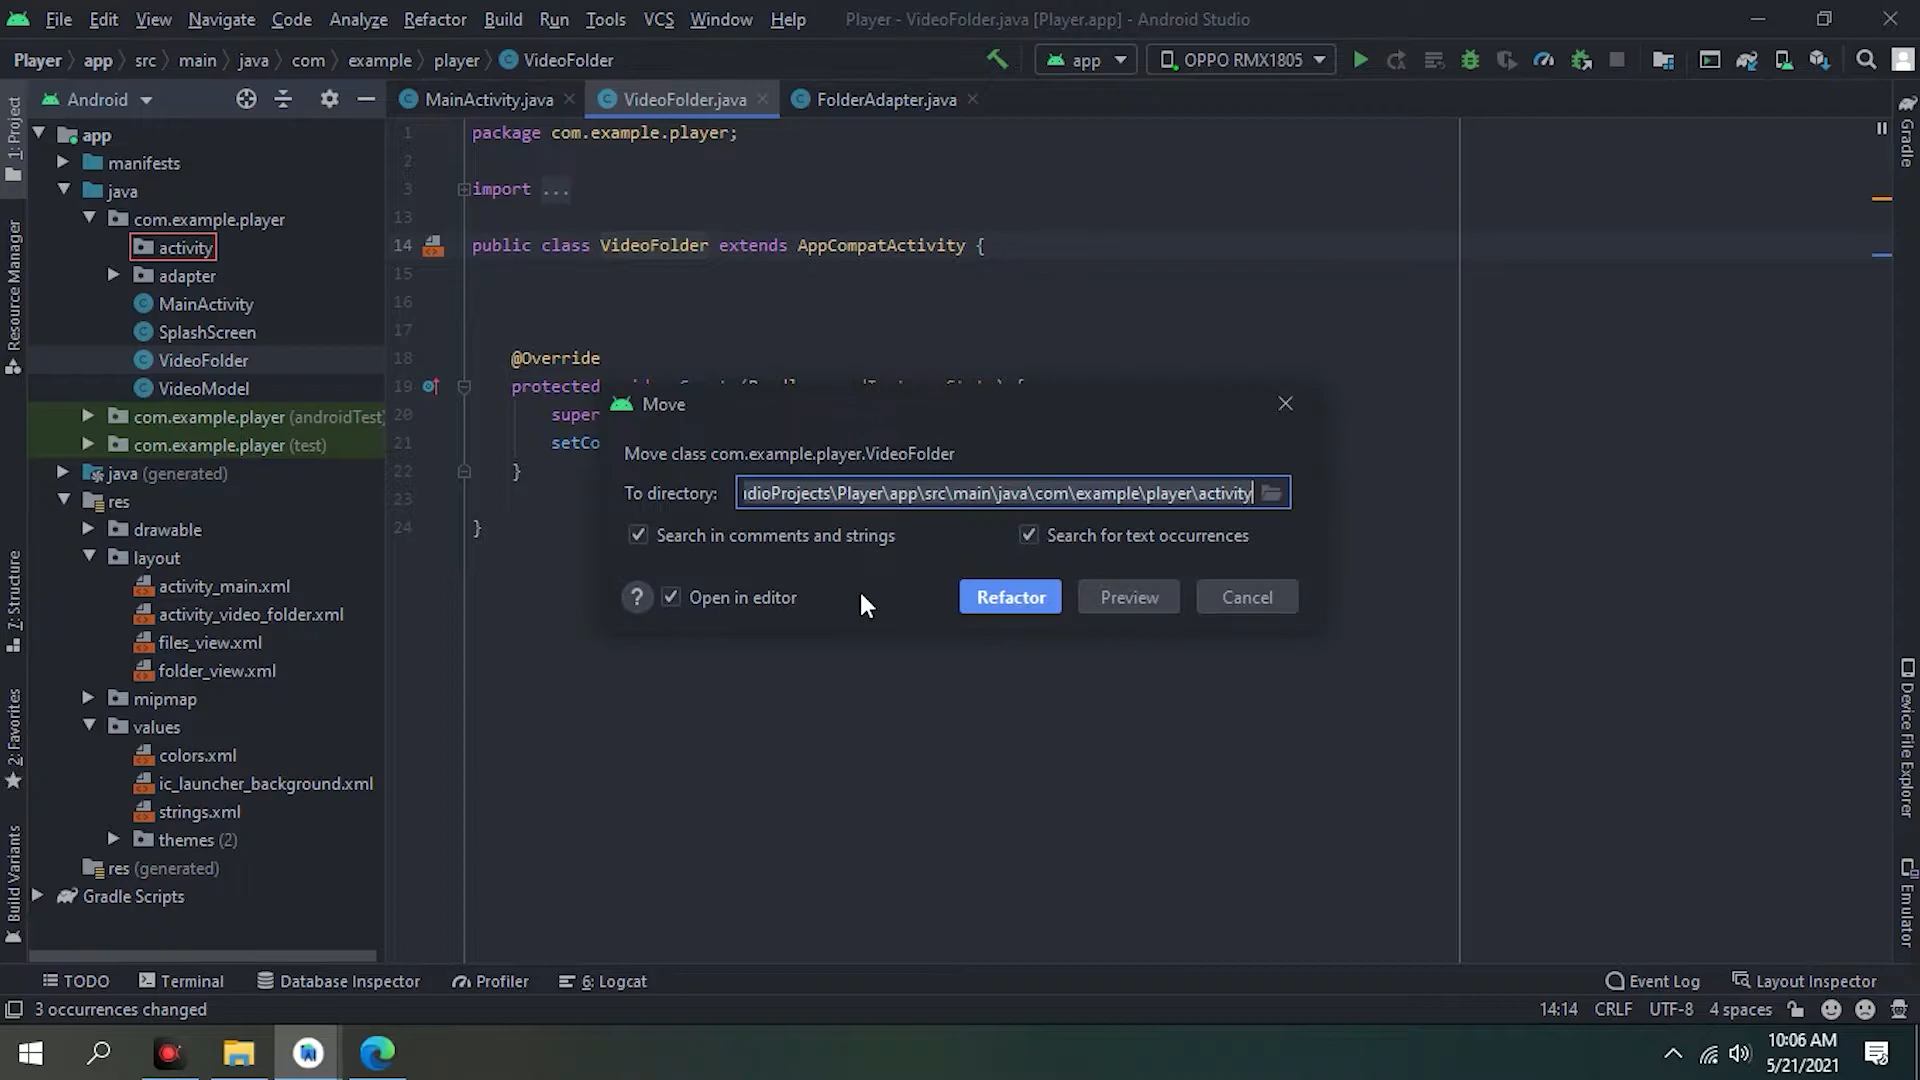 File Edit View Navigate Code Analyze Refactor Build Run Tools VCS Window Help Player - VideoFolder.java [Player.app] - Android Studio
Player app src main java com example player VideoFolder app OPPO RMX1805
Android MainActivity.java VideoFolder.java FolderAdapter.java
1: Project
Resource Manager
7: Structure
2: Favorites
Build Variants
app
manifests
java
com.example.player
activity
adapter
MainActivity
SplashScreen
VideoFolder
VideoModel
com.example.player (androidTest)
com.example.player (test)
java (generated)
res
drawable
layout
activity_main.xml
activity_video_folder.xml
files_view.xml
folder_view.xml
mipmap
values
colors.xml
ic_launcher_background.xml
strings.xml
themes (2)
res (generated)
Gradle Scripts
1 package com.example.player;
2
3 import ...
13
14 public class VideoFolder extends AppCompatActivity {
15
16
17
18 @Override
19 protected
20 super
21 setCo
22 }
23
24 }
Move
Move class com.example.player.VideoFolder
To directory: dioProjects\Player\app\src\main\java\com\example\player\activity
Search in comments and strings Search for text occurrences
? Open in editor Refactor Preview Cancel
Gradle
Device File Explorer
Emulator
TODO Terminal Database Inspector Profiler 6: Logcat Event Log Layout Inspector
3 occurrences changed 14:14 CRLF UTF-8 4 spaces
10:06 AM
5/21/2021